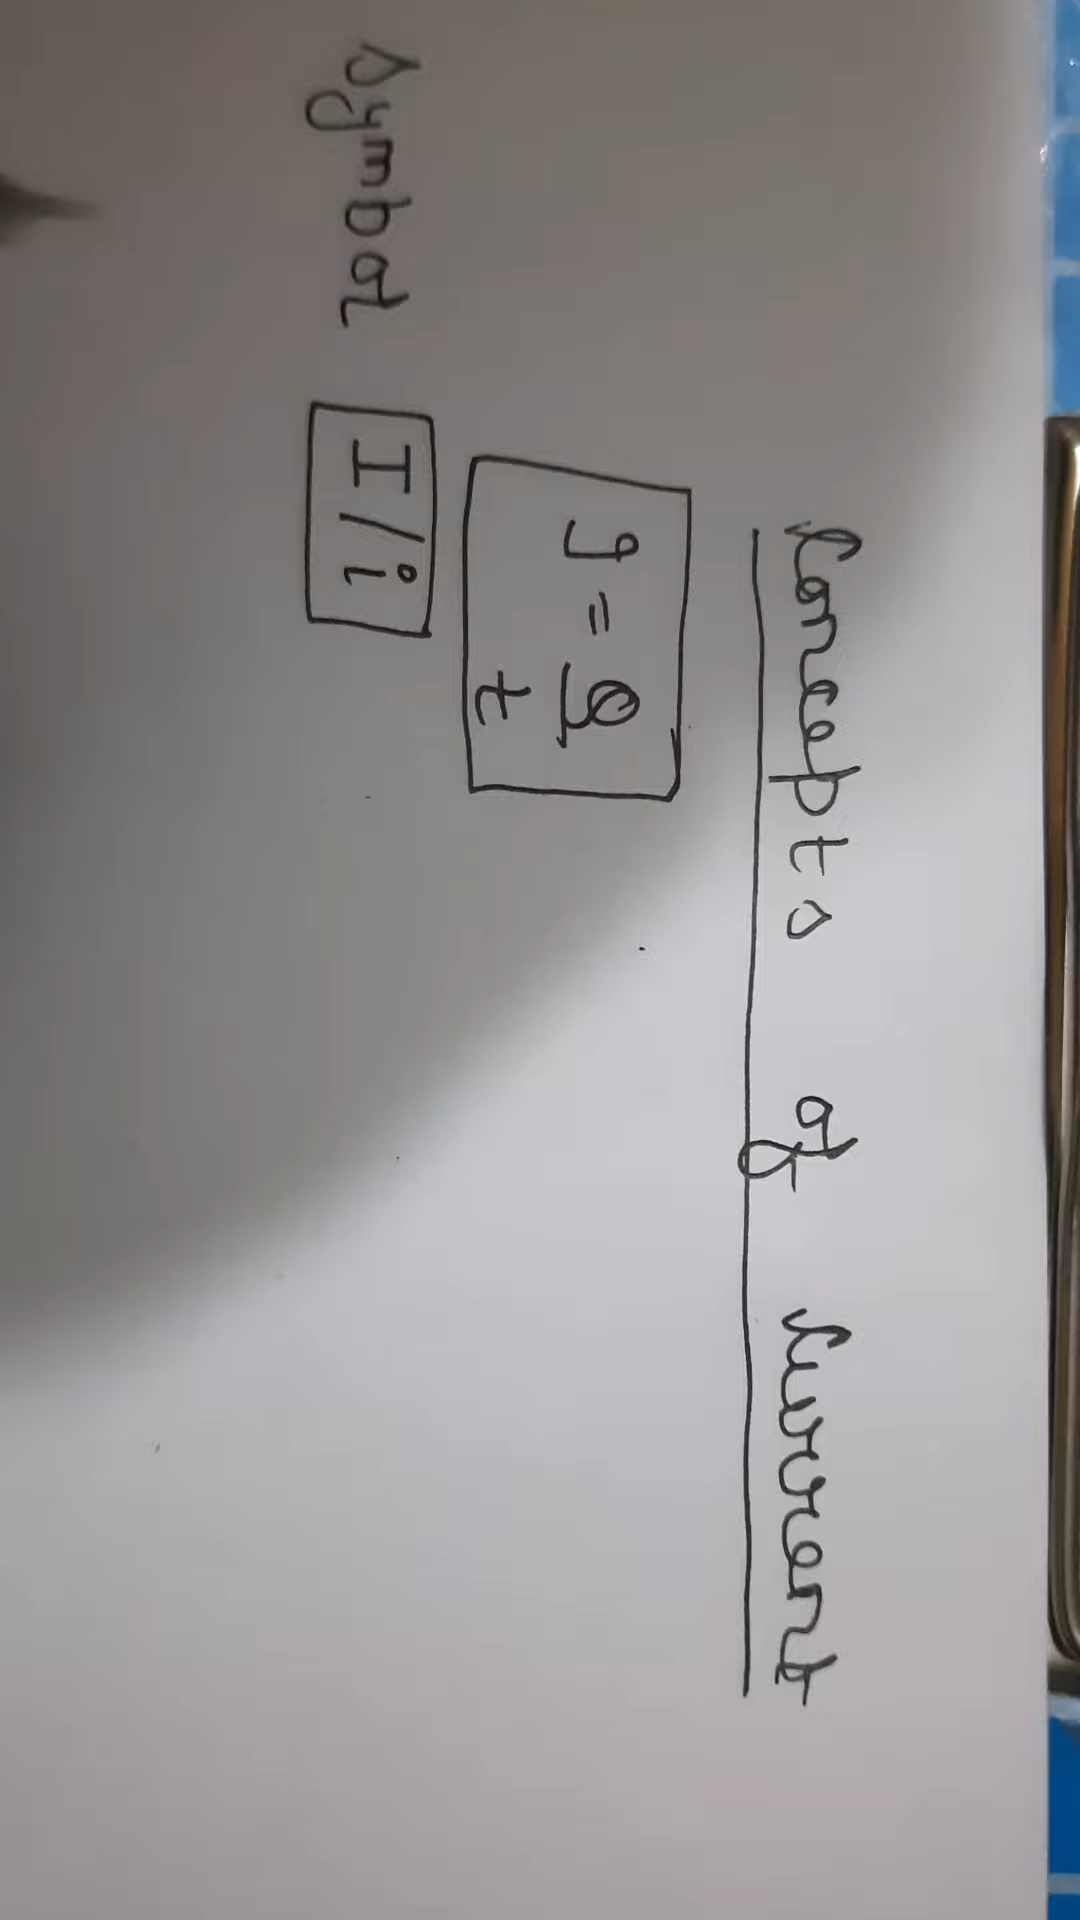 Concepts of Current
I = Q
t
Symbol I/i